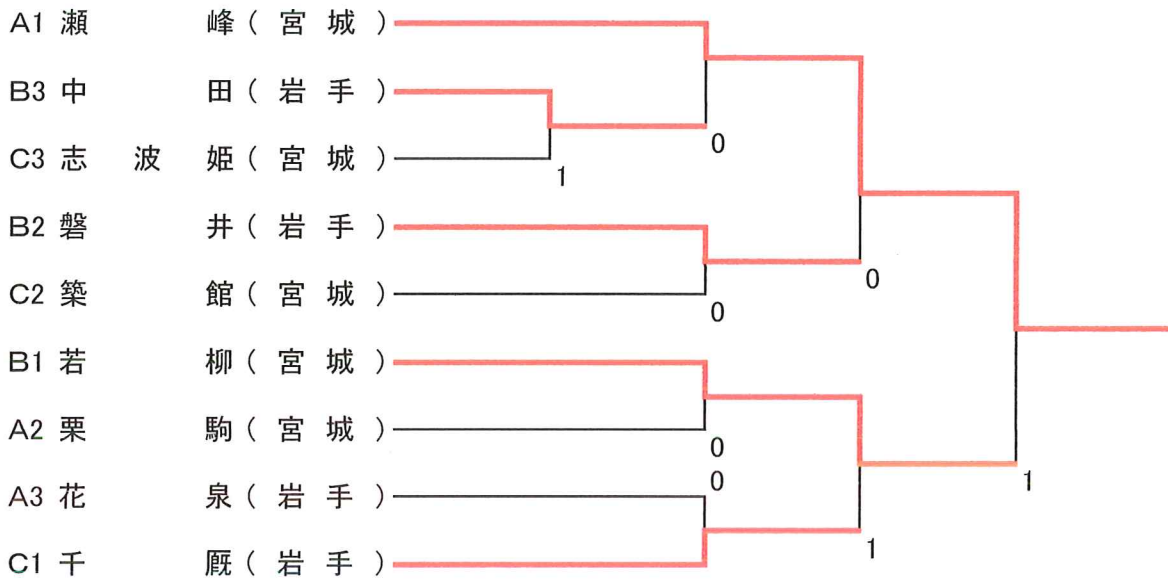 A1 瀬峰(宮城)
B3 中田(岩手)
0
C3 志波姫(宮城)
1
B2 磐井(岩手)
0
C2 築館(宮城)
0
B1 若柳(宮城)
A2 栗駒(宮城)
0
0
1
A3 花泉(岩手)
1
C1 千厩(岩手)